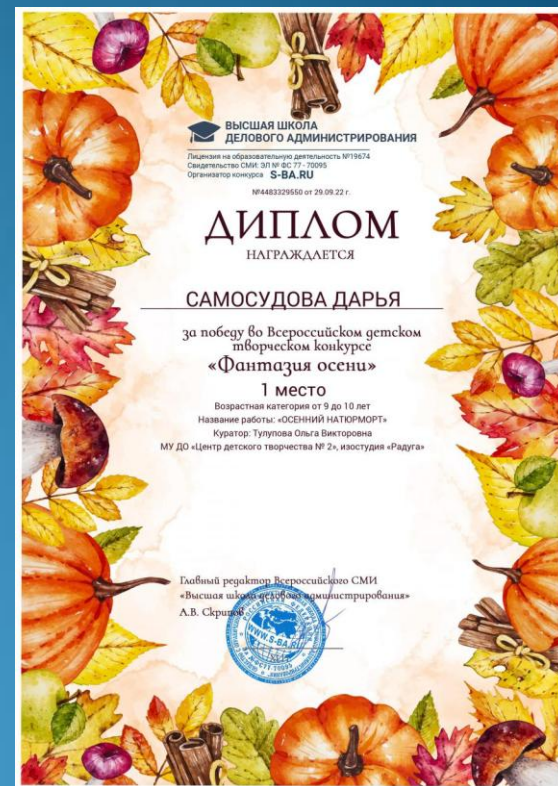 ВЫСШАЯ ШКОЛА
ДЕЛОВОГО АДМИНИСТРИРОВАНИЯ
Лицензия на образовательную деятельность №19674
Свидетельство СМИ: ЭЛ № ФС 77 - 70095
Организатор конкурса S-BA.RU
№4483329550 от 29.09.22 г.
ДИПЛОМ
НАГРАЖДАЕТСЯ
САМОСУДОВА ДАРЬЯ
за победу во Всероссийском детском
творческом конкурсе
«Фантазия осени»
1 место
Возрастная категория от 9 до 10 лет
Название работы: «ОСЕННИЙ НАТЮРМОРТ»
Куратор: Тулупова Ольга Викторовна
МУ ДО «Центр детского творчества № 2», изостудия «Радуга»
Главный редактор Всероссийского СМИ
«Высшая школа делового администрирования»
А.В. Скрипов
WWW.S-BA.RU